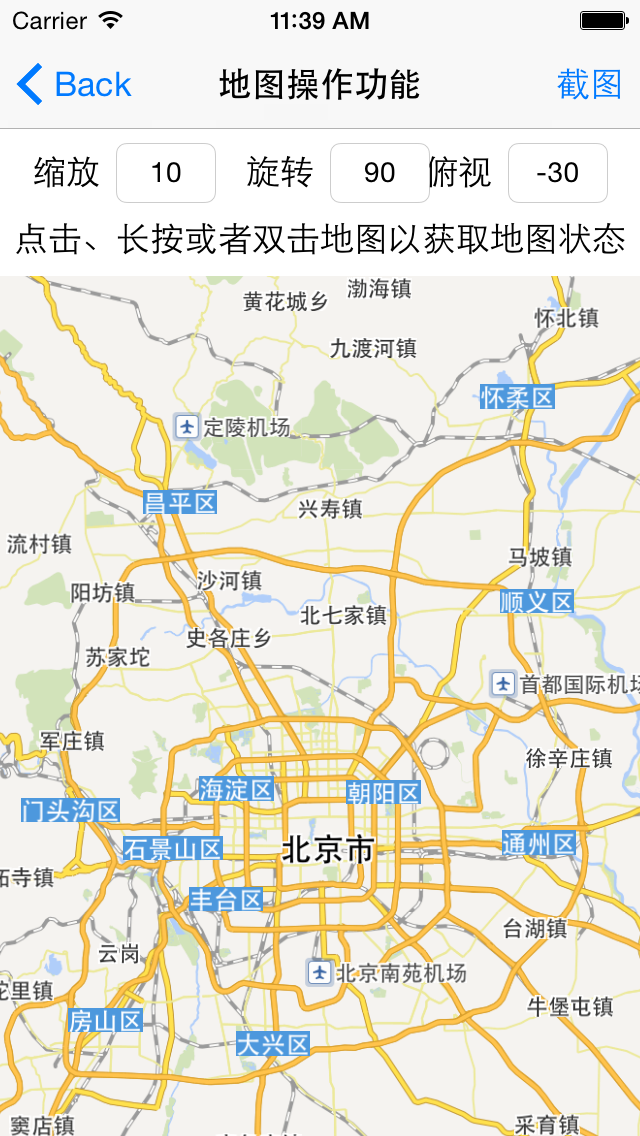 Carrier 11:39 AM
Back 地图操作功能 截图
缩放 10 旋转 90 俯视 -30
点击、长按或者双击地图以获取地图状态
渤海镇
黄花城乡
怀北镇
九渡河镇
怀柔区
定陵机场
昌平区
兴寿镇
流村镇
马坡镇
沙河镇
阳坊镇
顺义区
北七家镇
史各庄乡
苏家坨
首都国际机场
军庄镇
徐辛庄镇
海淀区
朝阳区
门头沟区
通州区
石景山区
北京市
寺镇
丰台区
台湖镇
云岗
北京南苑机场
里镇
牛堡屯镇
房山区
大兴区
窦店镇
采育镇